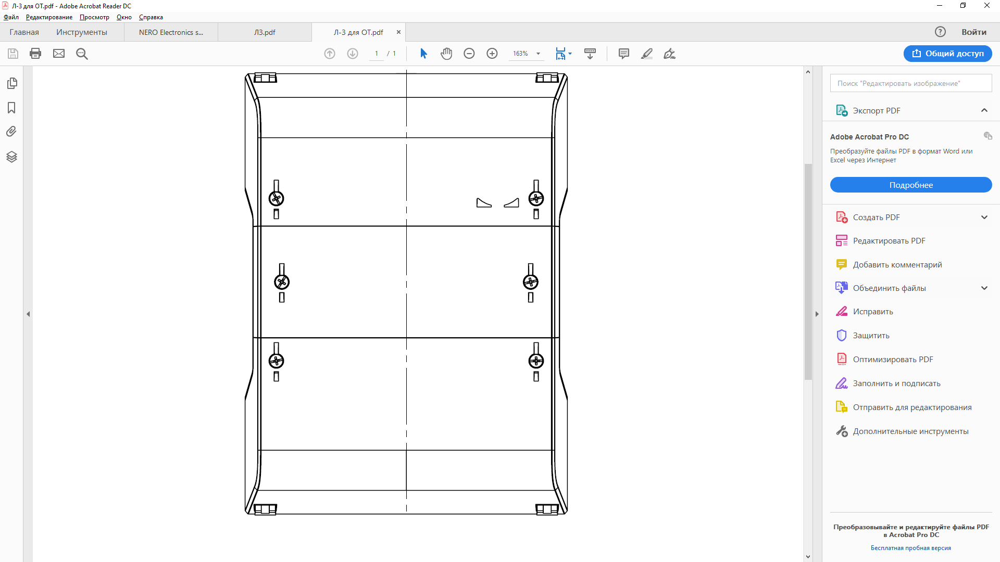 Л-3 для ОТ.pdf - Adobe Acrobat Reader DC
Файл Редактирование Просмотр Окно Справка
Главная Инструменты NERO Electronics s... Л3.pdf Л-3 для ОТ.pdf Войти
1 / 1 163% Общий доступ
Поиск "Редактировать изображение"
Экспорт PDF
Adobe Acrobat Pro DC
Преобразуйте файлы PDF в формат Word или
Excel через Интернет
Подробнее
Создать PDF
Редактировать PDF
Добавить комментарий
Объединить файлы
Исправить
Защитить
Оптимизировать PDF
Заполнить и подписать
Отправить для редактирования
Дополнительные инструменты
Преобразовывайте и редактируйте файлы PDF
в Acrobat Pro DC
Бесплатная пробная версия